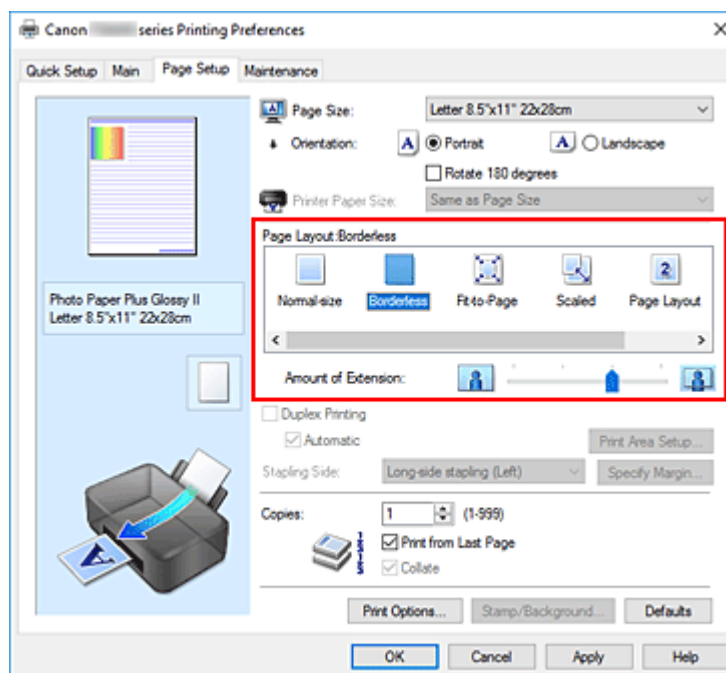 Canon series Printing Preferences
Quick Setup Main Page Setup Maintenance
Page Size: Letter 8.5"x11" 22x28cm
Orientation: A Portrait A Landscape
Rotate 180 degrees
Printer Paper Size: Same as Page Size
Page Layout:Borderless
2
Normal-size Borderless Fit-to-Page Scaled Page Layout
Photo Paper Plus Glossy II
Letter 8.5"x11" 22x28cm
Amount of Extension:
Duplex Printing
Automatic Print Area Setup...
Stapling Side: Long-side stapling (Left) Specify Margin...
Copies: 1 (1-999)
Print from Last Page
Collate
A
Print Options... Stamp/Background... Defaults
OK Cancel Apply Help